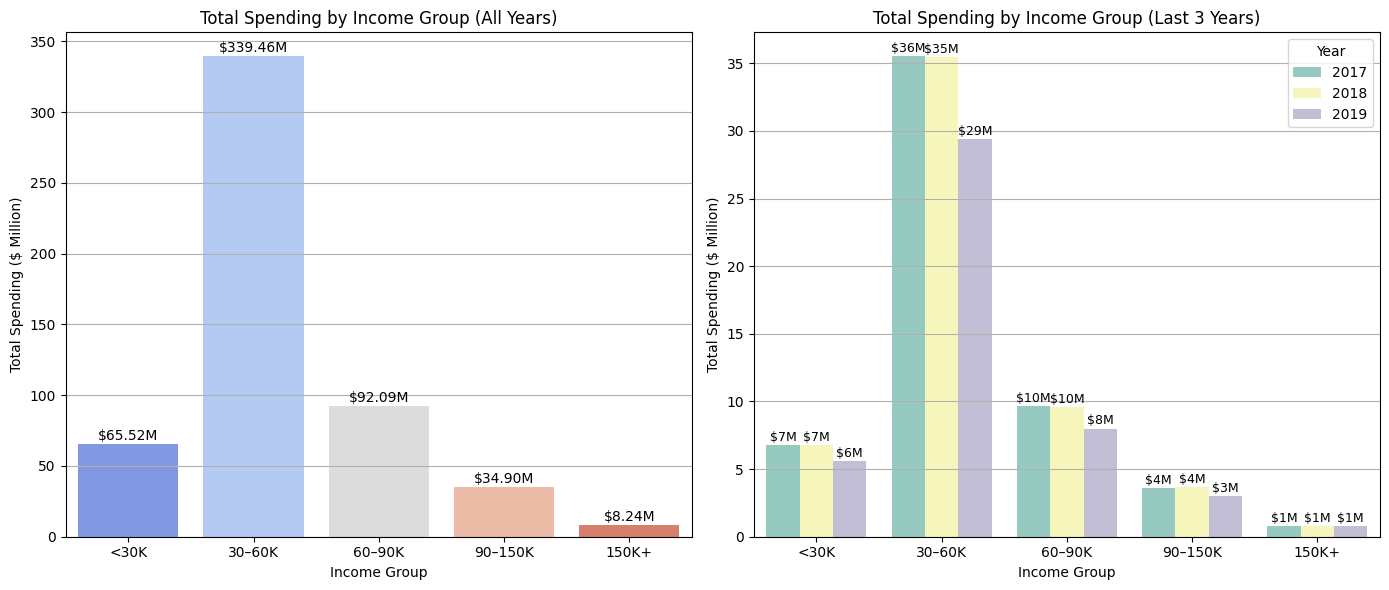 Total Spending by Income Group (All Years)
Total Spending ($ Million)
350
300
250
200
150
100
50
0
$65.52M
$339.46M
$92.09M
$34.90M
$8.24M
<30K
30–60K
60–90K
90–150K
150K+
Income Group
Total Spending by Income Group (Last 3 Years)
Total Spending ($ Million)
35
30
25
20
15
10
5
0
Year
2017
2018
2019
$7M $7M $6M
$36M $35M $29M
$10M $10M $8M
$4M $4M $3M
$1M $1M $1M
<30K
30–60K
60–90K
90–150K
150K+
Income Group